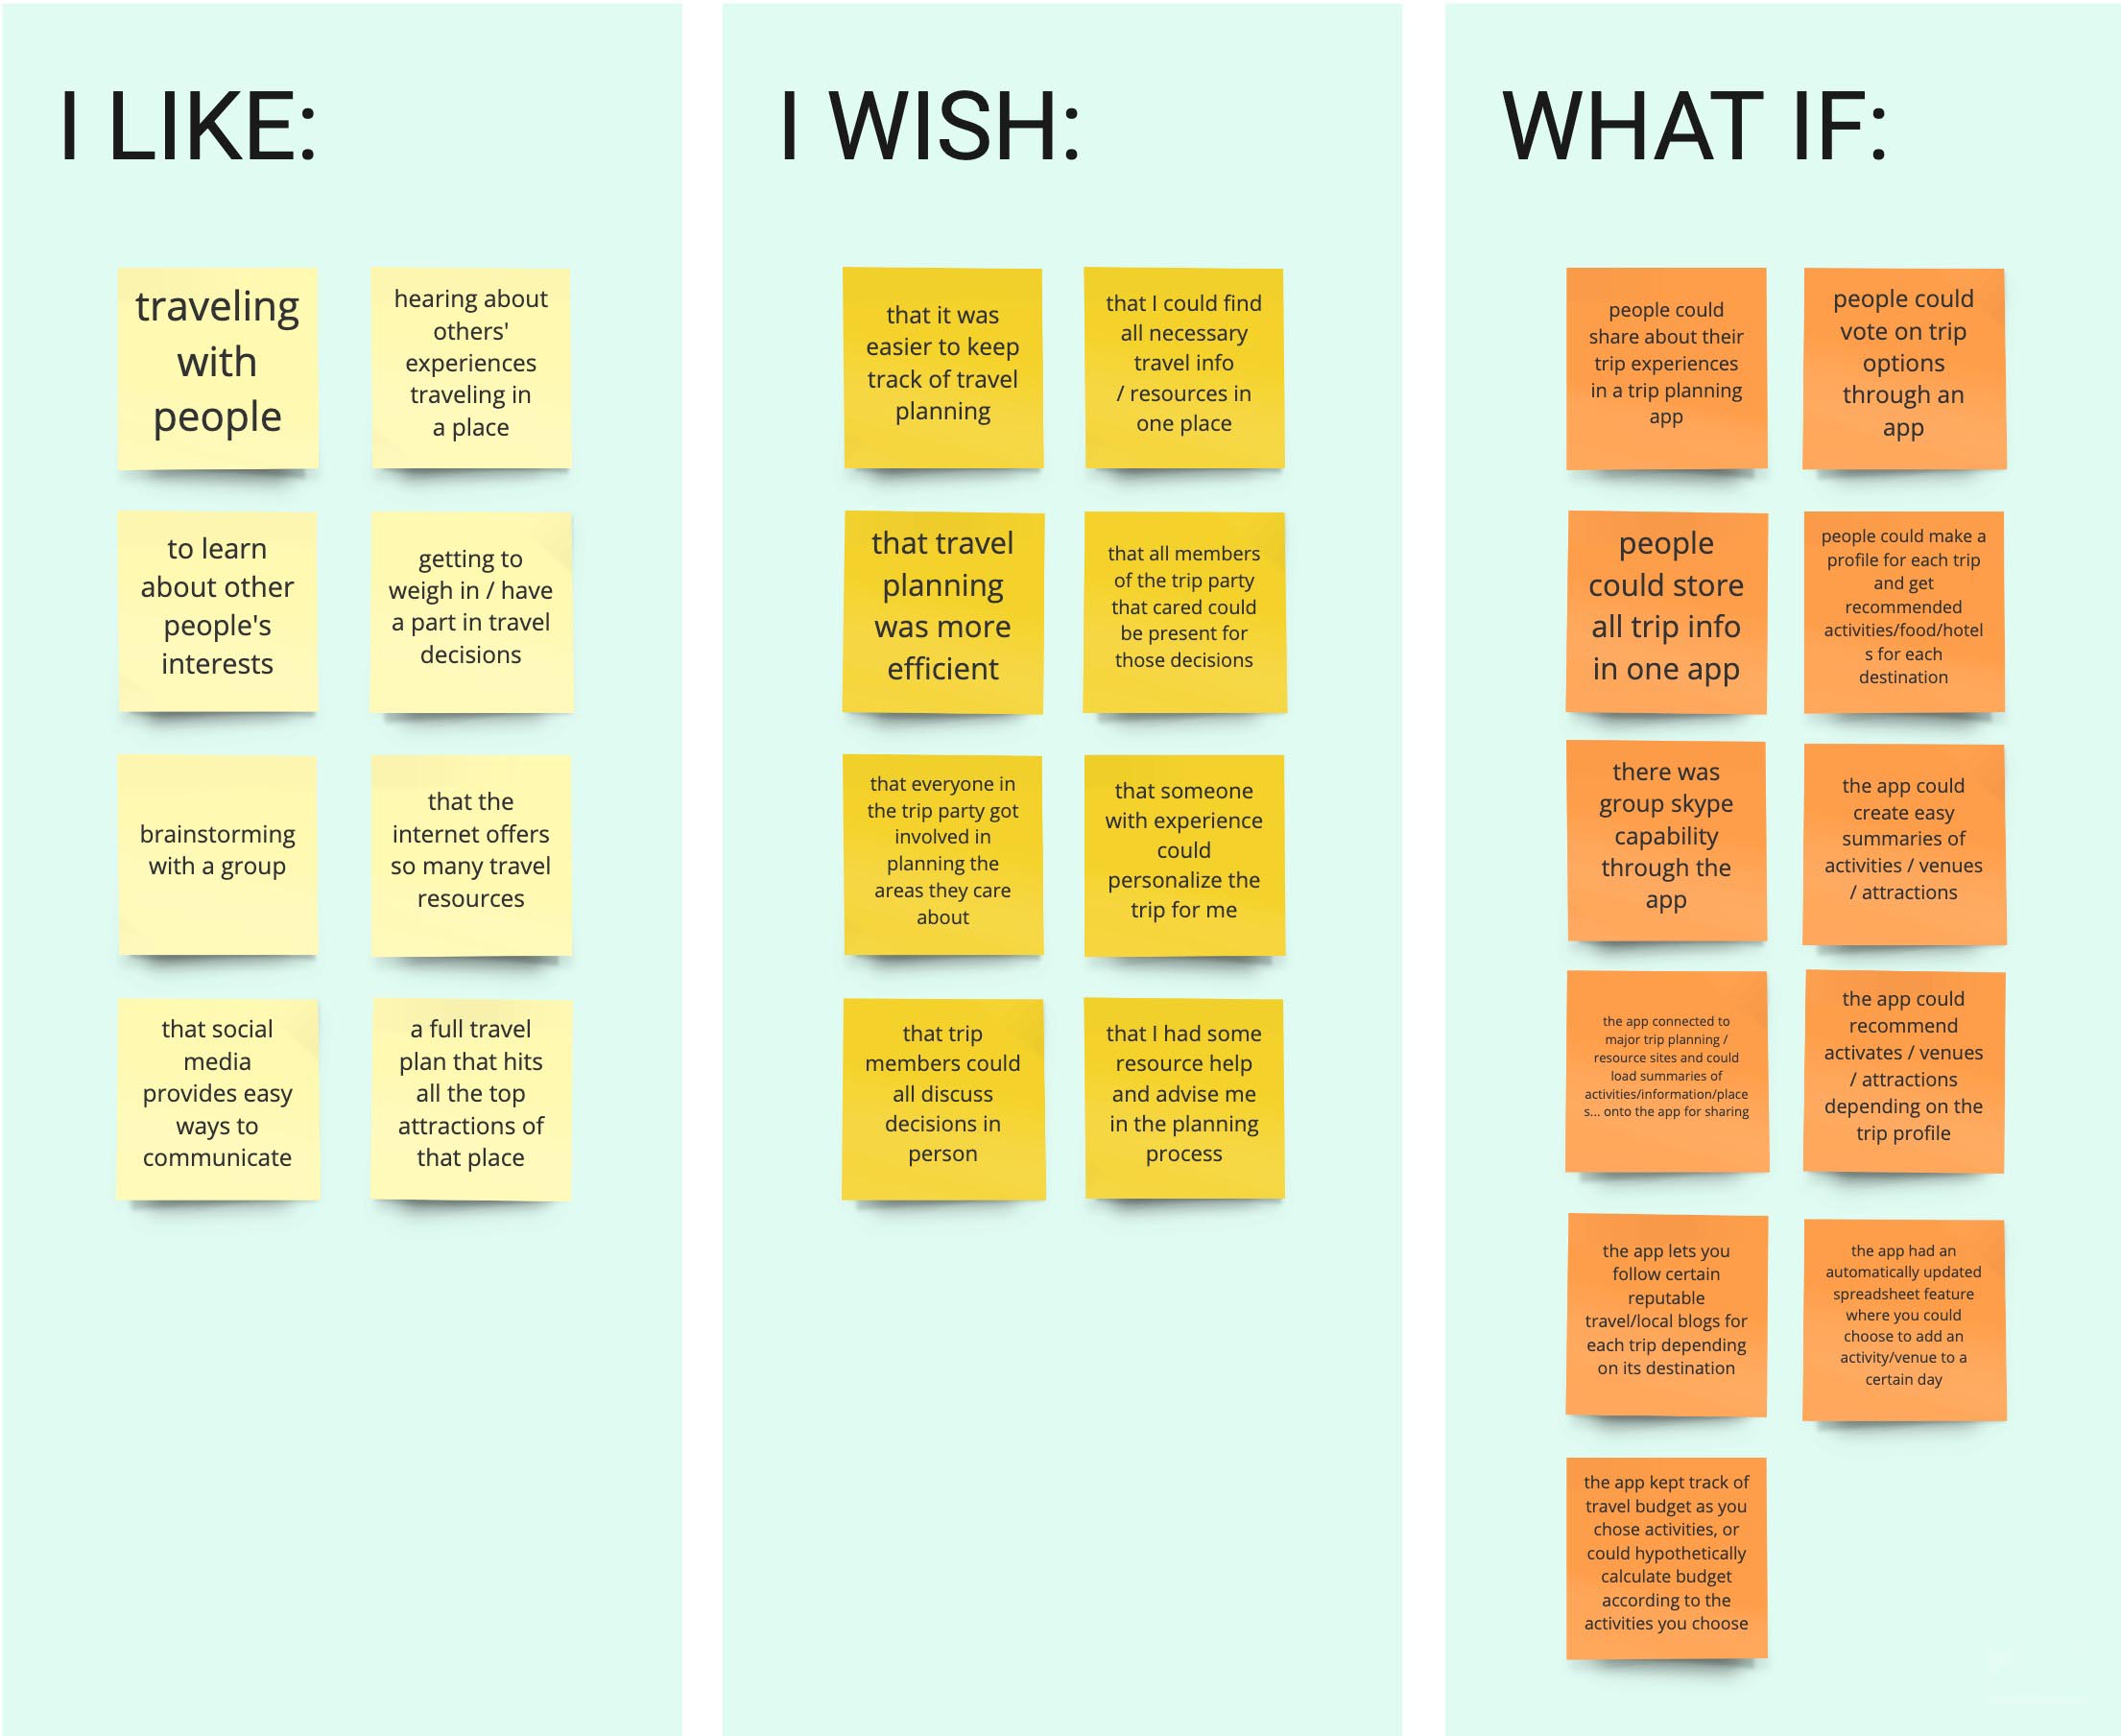 I LIKE:
traveling
with
people
hearing about
others'
experiences
traveling in
a place
to learn
about other
people's
interests
getting to
weigh in / have
a part in travel
decisions
brainstorming
with a group
that the
internet offers
so many travel
resources
that social
media
provides easy
ways to
communicate
a full travel
plan that hits
all the top
attractions of
that place
I WISH:
that it was
easier to keep
track of travel
planning
that I could find
all necessary
travel info
/ resources in
one place
that travel
planning
was more
efficient
that all members
of the trip party
that cared could
be present for
those decisions
that everyone in
the trip party got
involved in
planning the
areas they care
about
that someone
with experience
could
personalize the
trip for me
that trip
members could
all discuss
decisions in
person
that I had some
resource help
and advise me
in the planning
process
WHAT IF:
people could
share about their
trip experiences
in a trip planning
app
people could
vote on trip
options
through an
app
people
could store
all trip info
in one app
people could make a
profile for each trip
and get
recommended
activities/food/hotel
s for each
destination
there was
group skype
capability
through the
app
the app could
create easy
summaries of
activities / venues
/ attractions
the app connected to
major trip planning /
resource sites and could
load summaries of
activities/information/place
s... onto the app for sharing
the app could
recommend
activates / venues
/ attractions
depending on the
trip profile
the app lets you
follow certain
reputable
travel/local blogs for
each trip depending
on its destination
the app had an
automatically updated
spreadsheet feature
where you could
choose to add an
activity/venue to a
certain day
the app kept track of
travel budget as you
chose activities, or
could hypothetically
calculate budget
according to the
activities you choose